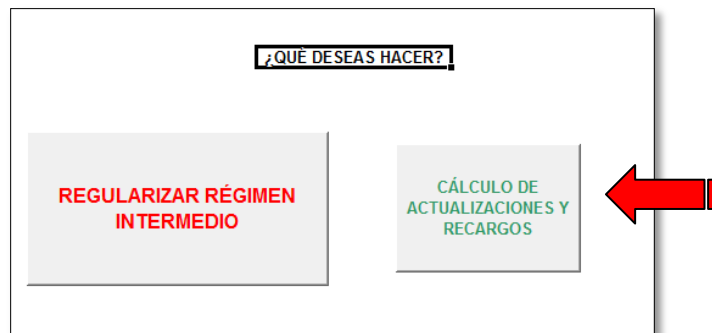 ¿QUÈ DESEAS HACER?
REGULARIZAR RÉGIMEN
INTERMEDIO
CÁLCULO DE
ACTUALIZACIONES Y
RECARGOS